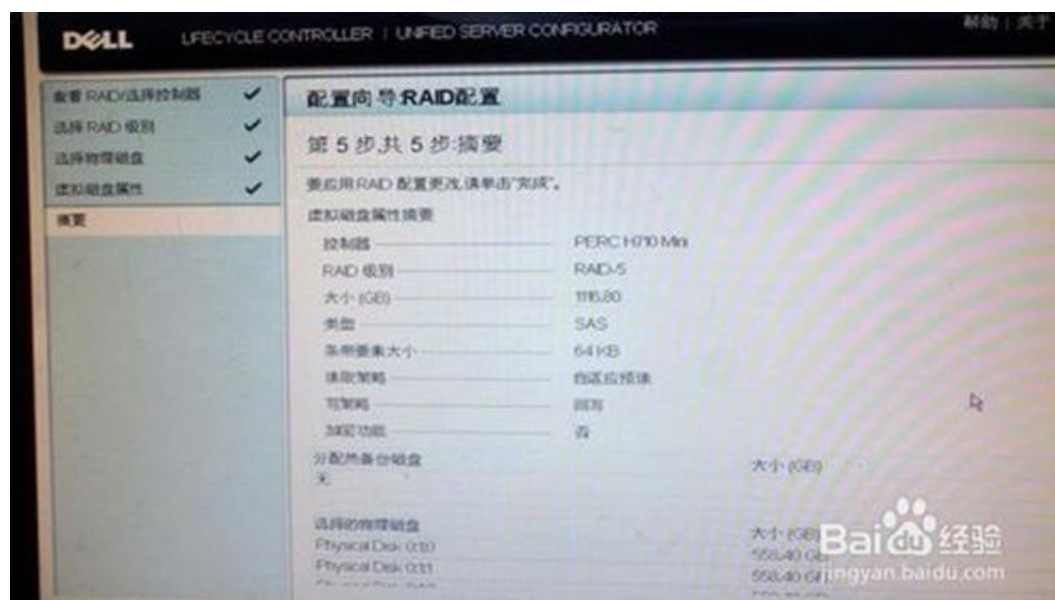 DELL LIFECYCLE CONTROLLER | UNIFIED SERVER CONFIGURATOR 帮助 | 关于
查看 RAID/选择控制器
选择 RAID 级别
选择物理磁盘
虚拟磁盘属性
摘要
配置向导:RAID配置
第 5 步,共 5 步:摘要
要应用 RAID 配置更改,请单击"完成"。
虚拟磁盘属性摘要
控制器 PERC H710 Mini
RAID 级别 RAID-5
大小 (GB) 1116.80
类型 SAS
条带要素大小 64 KB
读取策略 自适应预读
写策略 回写
加密功能 否
分配热备份磁盘 大小 (GB)
无
选择的物理磁盘 大小 (GB)
Physical Disk 0:1:0 558.40 GB
Physical Disk 0:1:1 558.40 GB
Baidu 经验
jingyan.baidu.com